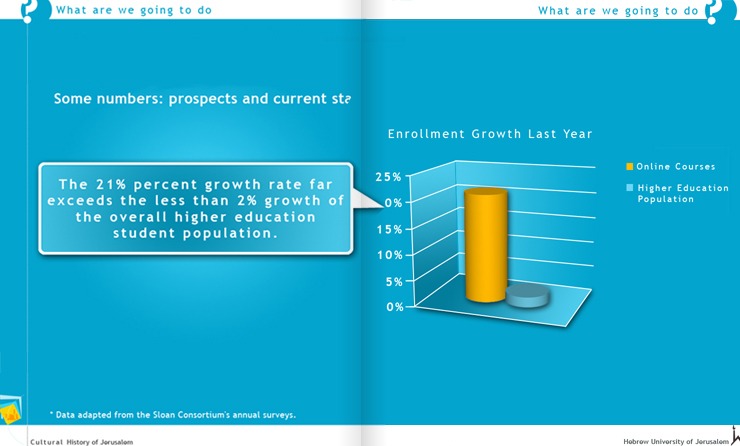 What are we going to do
Some numbers: prospects and current sta
The 21% percent growth rate far
exceeds the less than 2% growth of
the overall higher education
student population.
* Data adapted from the Sloan Consortium's annual surveys.
Cultural History of Jerusalem
What are we going to do
Enrollment Growth Last Year
25%
0%
15%
10%
5%
0%
Online Courses
Higher Education
Population
Hebrew University of Jerusalem